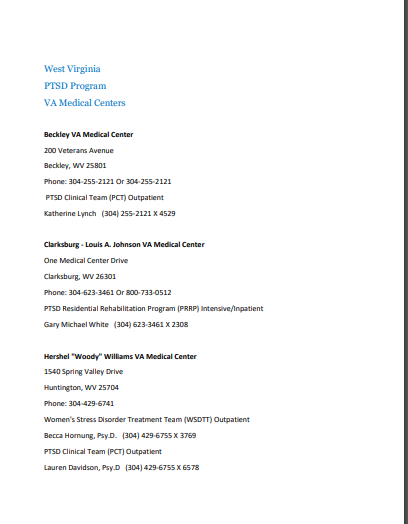 West Virginia
PTSD Program
VA Medical Centers
Beckley VA Medical Center
200 Veterans Avenue
Beckley, WV 25801
Phone: 304-255-2121 Or 304-255-2121
PTSD Clinical Team (PCT) Outpatient
Katherine Lynch (304) 255-2121 X 4529
Clarksburg - Louis A. Johnson VA Medical Center
One Medical Center Drive
Clarksburg, WV 26301
Phone: 304-623-3461 Or 800-733-0512
PTSD Residential Rehabilitation Program (PRRP) Intensive/Inpatient
Gary Michael White (304) 623-3461 X 2308
Hershel "Woody" Williams VA Medical Center
1540 Spring Valley Drive
Huntington, WV 25704
Phone: 304-429-6741
Women's Stress Disorder Treatment Team (WSDTT) Outpatient
Becca Hornung, Psy.D. (304) 429-6755 X 3769
PTSD Clinical Team (PCT) Outpatient
Lauren Davidson, Psy.D (304) 429-6755 X 6578